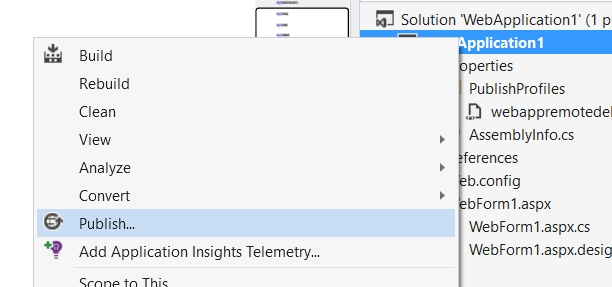 Solution 'WebApplication1' (1 p
Application1
Build
Rebuild
Clean
View
Analyze
Convert
Publish...
Add Application Insights Telemetry...
Scope to This
operties
PublishProfiles
webappremotede
AssemblyInfo.cs
eferences
eb.config
ebForm1.aspx
WebForm1.aspx.cs
WebForm1.aspx.desig